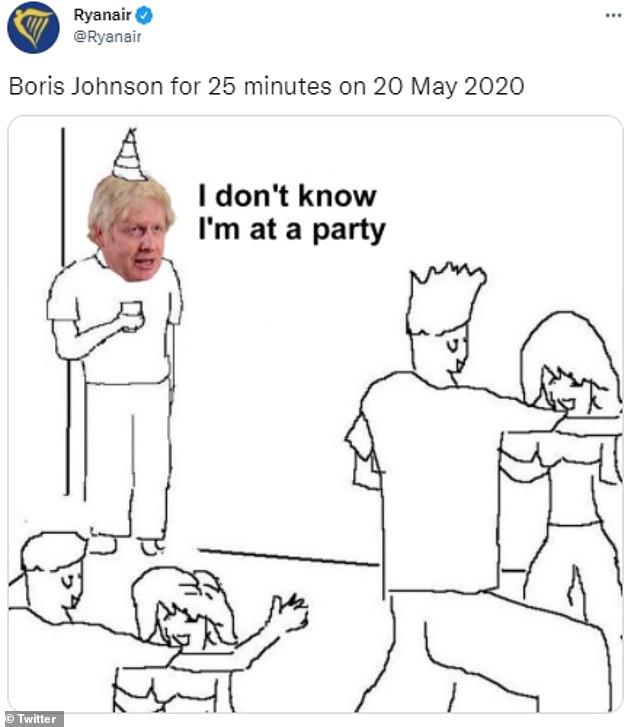 Ryanair
@Ryanair
Boris Johnson for 25 minutes on 20 May 2020
I don't know
I'm at a party
© Twitter